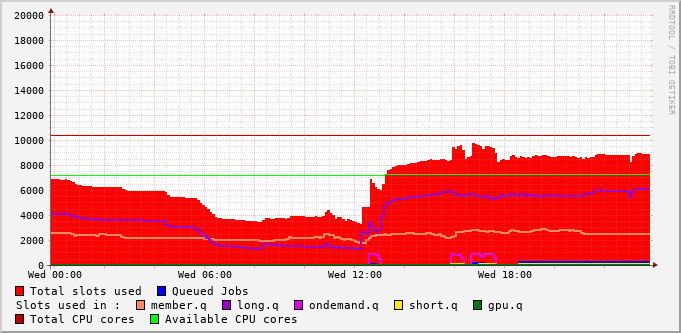 20000
18000
16000
14000
12000
10000
8000
6000
4000
2000
0
Wed 00:00 Wed 06:00 Wed 12:00 Wed 18:00
RRDTOOL / TOBI OETIKER
Total slots used Queued Jobs
Slots used in : member.q long.q ondemand.q short.q gpu.q
Total CPU cores Available CPU cores